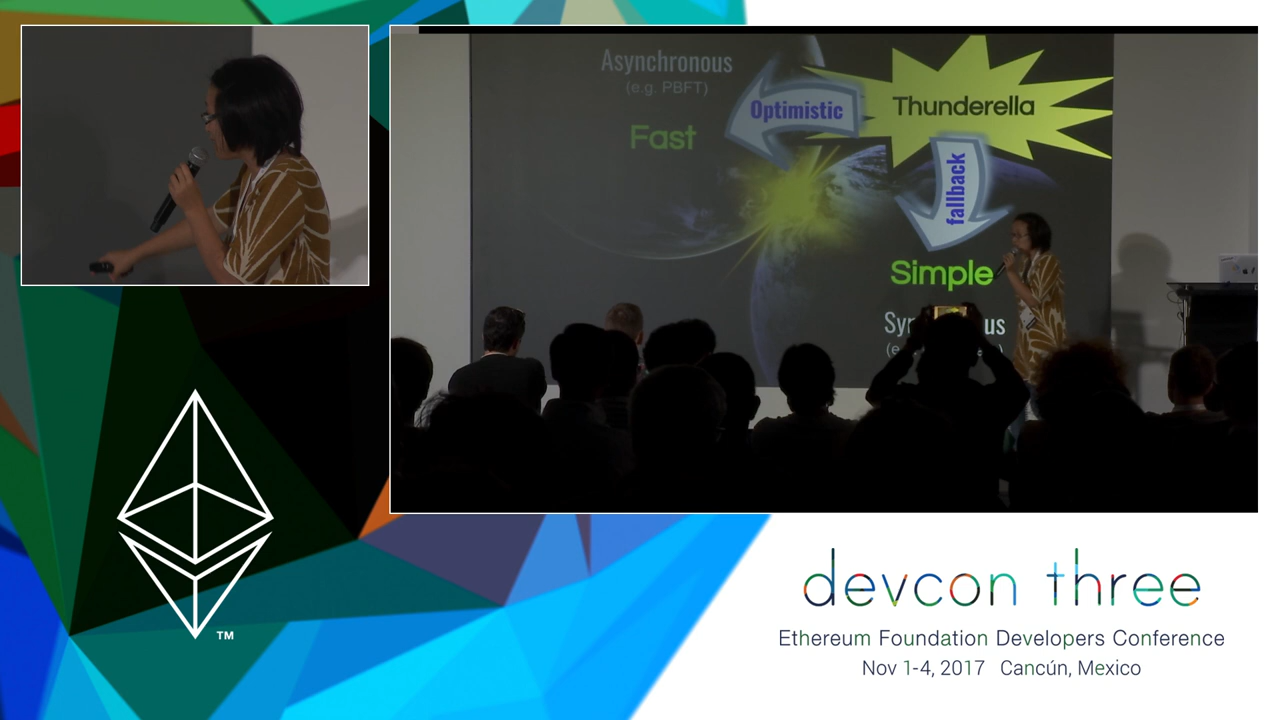 Asynchronous
(e.g. PBFT)
Fast
Optimistic
Thunderella
fallback
Simple
TM
devcon three
Ethereum Foundation Developers Conference
Nov 1-4, 2017 Cancún, Mexico